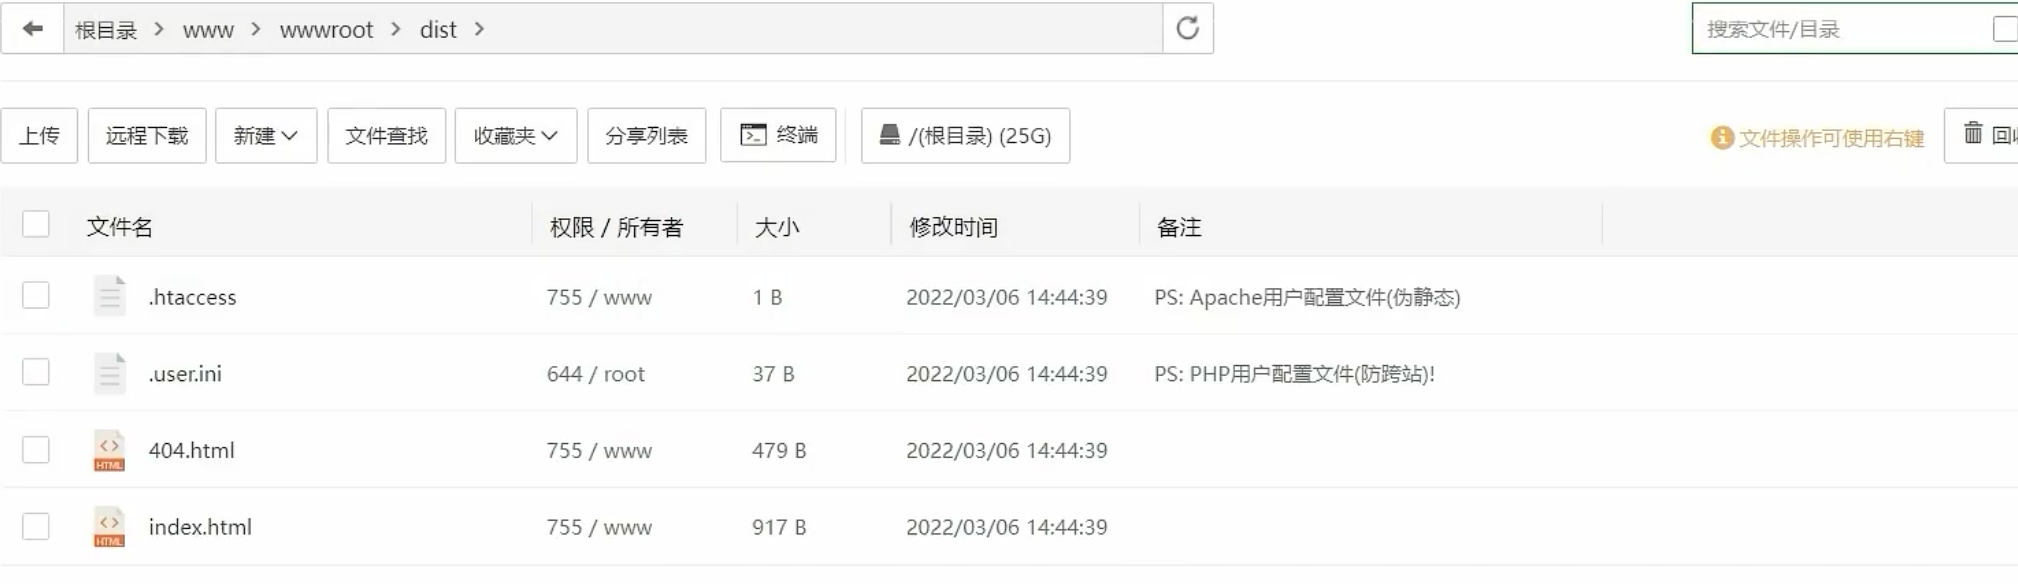 根目录 > www > wwwroot > dist >
搜索文件/目录
上传 远程下载 新建 文件查找 收藏夹 分享列表 终端 /(根目录) (25G) 文件操作可使用右键
文件名 权限 / 所有者 大小 修改时间 备注
.htaccess 755 / www 1 B 2022/03/06 14:44:39 PS: Apache用户配置文件(伪静态)
.user.ini 644 / root 37 B 2022/03/06 14:44:39 PS: PHP用户配置文件(防跨站)!
HTML 404.html 755 / www 479 B 2022/03/06 14:44:39
HTML index.html 755 / www 917 B 2022/03/06 14:44:39